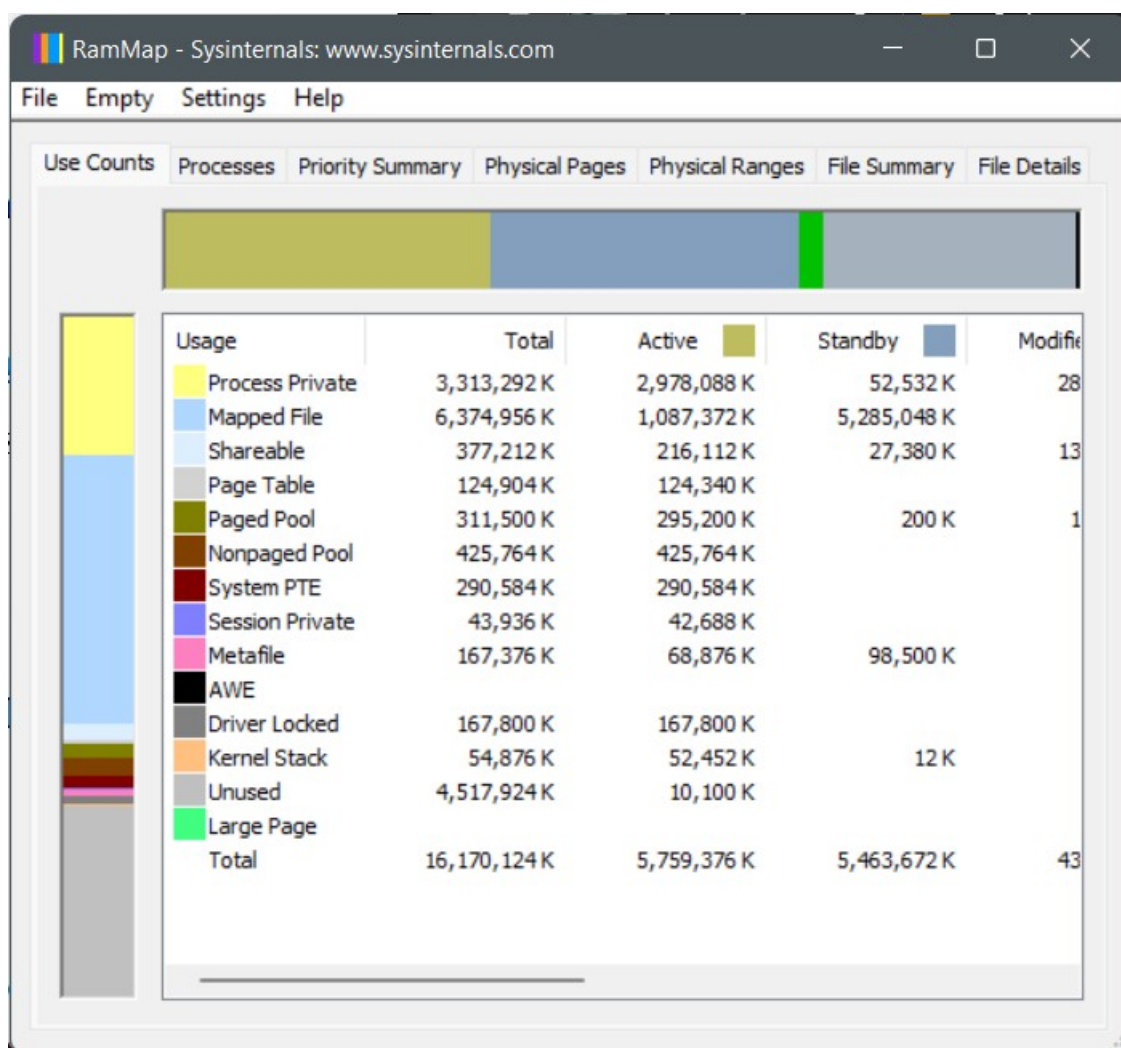 RamMap - Sysinternals: www.sysinternals.com
File Empty Settings Help
Use Counts Processes Priority Summary Physical Pages Physical Ranges File Summary File Details
Usage Total Active Standby Modifie
Process Private 3,313,292 K 2,978,088 K 52,532 K 28
Mapped File 6,374,956 K 1,087,372 K 5,285,048 K
Shareable 377,212 K 216,112 K 27,380 K 13
Page Table 124,904 K 124,340 K
Paged Pool 311,500 K 295,200 K 200 K 1
Nonpaged Pool 425,764 K 425,764 K
System PTE 290,584 K 290,584 K
Session Private 43,936 K 42,688 K
Metafile 167,376 K 68,876 K 98,500 K
AWE
Driver Locked 167,800 K 167,800 K
Kernel Stack 54,876 K 52,452 K 12 K
Unused 4,517,924 K 10,100 K
Large Page
Total 16,170,124 K 5,759,376 K 5,463,672 K 43